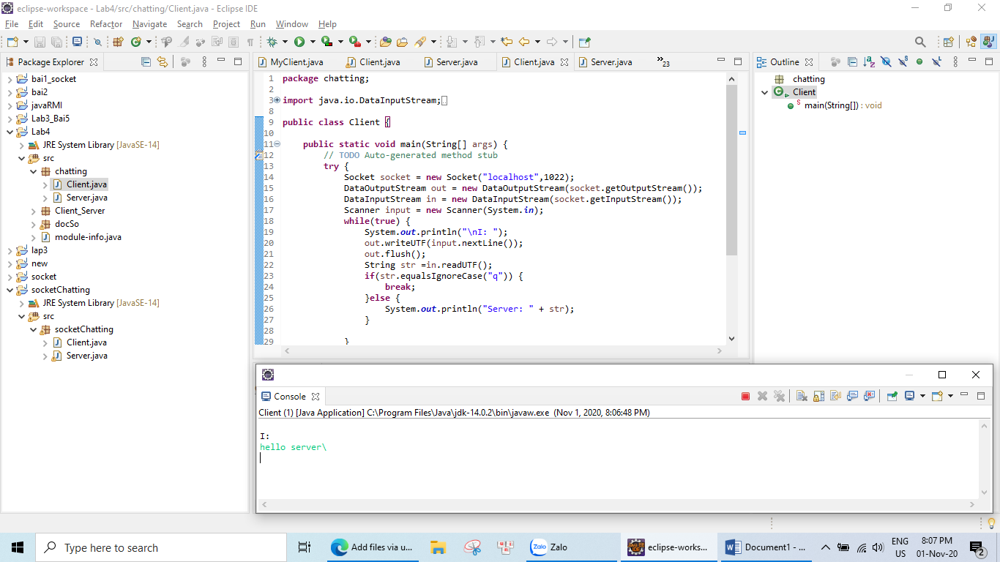 eclipse-workspace - Lab4/src/chatting/Client.java - Eclipse IDE
File Edit Source Refactor Navigate Search Project Run Window Help
Package Explorer
bai1_socket
bai2
javaRMI
Lab3_Bai5
Lab4
JRE System Library [JavaSE-14]
src
chatting
Client.java
Server.java
Client_Server
docSo
module-info.java
lap3
new
socket
socketChatting
JRE System Library [JavaSE-14]
src
socketChatting
Client.java
Server.java
MyClient.java Client.java Server.java Client.java Server.java »23
1 package chatting;
2
3 import java.io.DataInputStream;
8
9 public class Client {
10
11 public static void main(String[] args) {
12 // TODO Auto-generated method stub
13 try {
14 Socket socket = new Socket("localhost",1022);
15 DataOutputStream out = new DataOutputStream(socket.getOutputStream());
16 DataInputStream in = new DataInputStream(socket.getInputStream());
17 Scanner input = new Scanner(System.in);
18 while(true) {
19 System.out.println("\nI: ");
20 out.writeUTF(input.nextLine());
21 out.flush();
22 String str =in.readUTF();
23 if(str.equalsIgnoreCase("q")) {
24 break;
25 }else {
26 System.out.println("Server: " + str);
27 }
28
29 }
Outline
chatting
Client
main(String[]) : void
Console
Client (1) [Java Application] C:\Program Files\Java\jdk-14.0.2\bin\javaw.exe (Nov 1, 2020, 8:06:48 PM)
I:
hello server\
Type here to search
Add files via u...
Zalo
eclipse-works...
Document1 - ...
ENG
US
8:07 PM
01-Nov-20
2